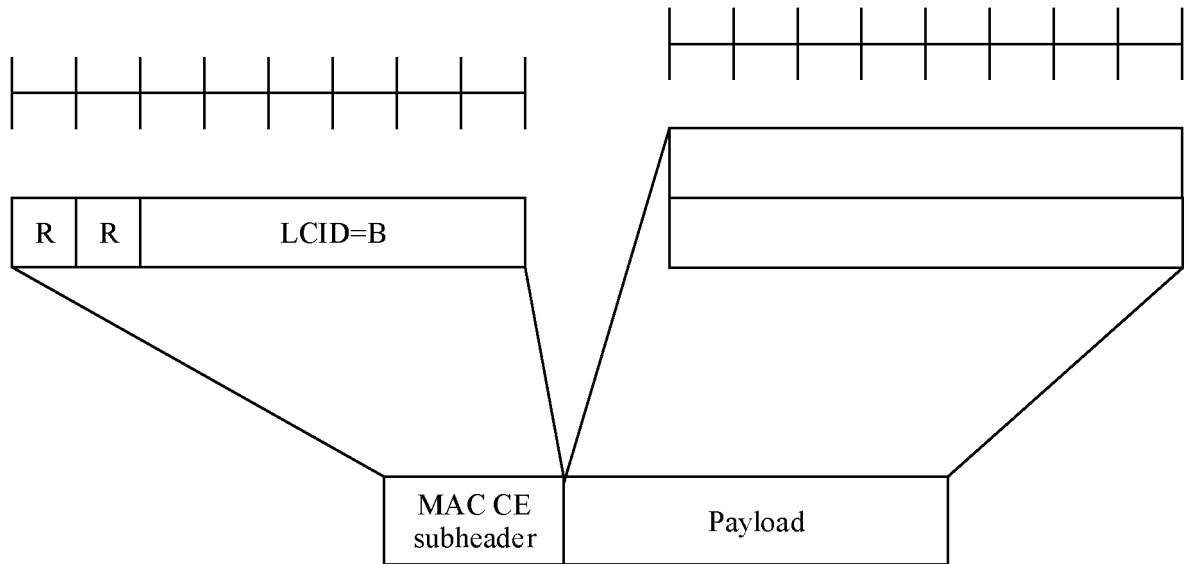 R
R
LCID=B
MAC CE
subheader
Payload